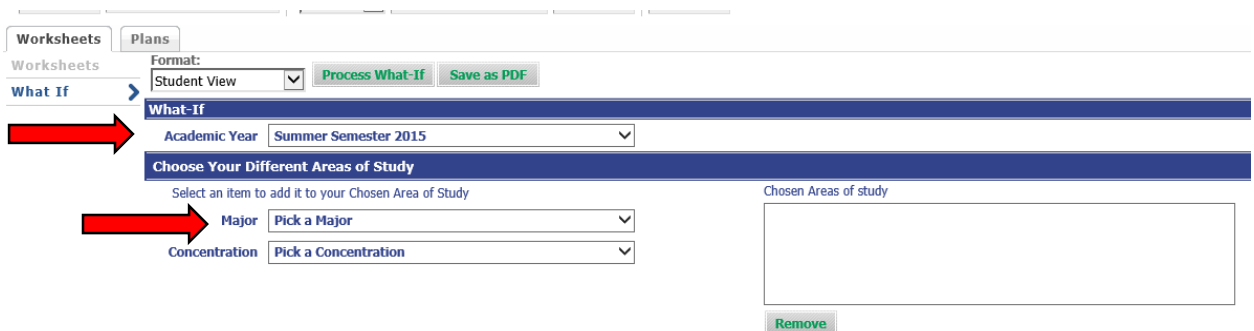 Worksheets Plans
Worksheets
What If
Format:
Student View
Process What-If Save as PDF
What-If
Academic Year Summer Semester 2015
Choose Your Different Areas of Study
Select an item to add it to your Chosen Area of Study
Chosen Areas of study
Major Pick a Major
Concentration Pick a Concentration
Remove